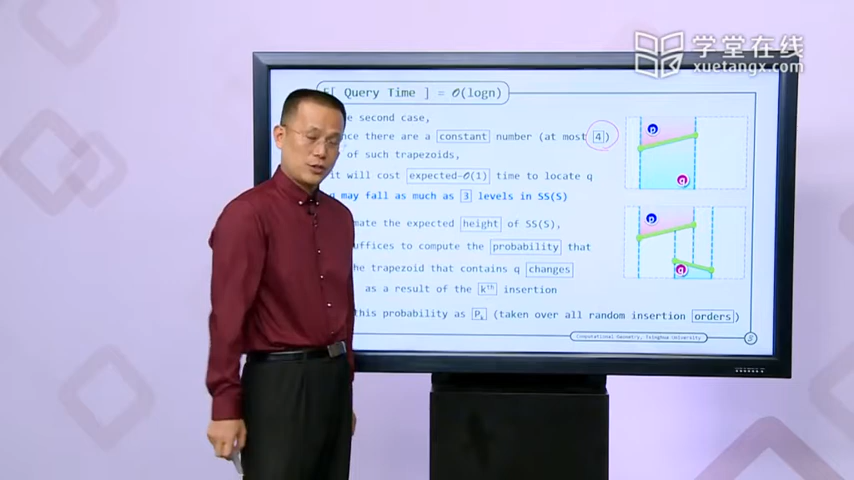 学堂在线
xuetangx.com
[ Query Time ] = O(logn)
second case,
there are a constant number (at most 4)
of such trapezoids,
it will cost expected-O(1) time to locate q
may fall as much as 3 levels in SS(S)
the expected height of SS(S),
suffices to compute the probability that
the trapezoid that contains q changes
as a result of the kth insertion
this probability as Pk (taken over all random insertion orders)
p
q
p
q
Computational Geometry, Tsinghua University